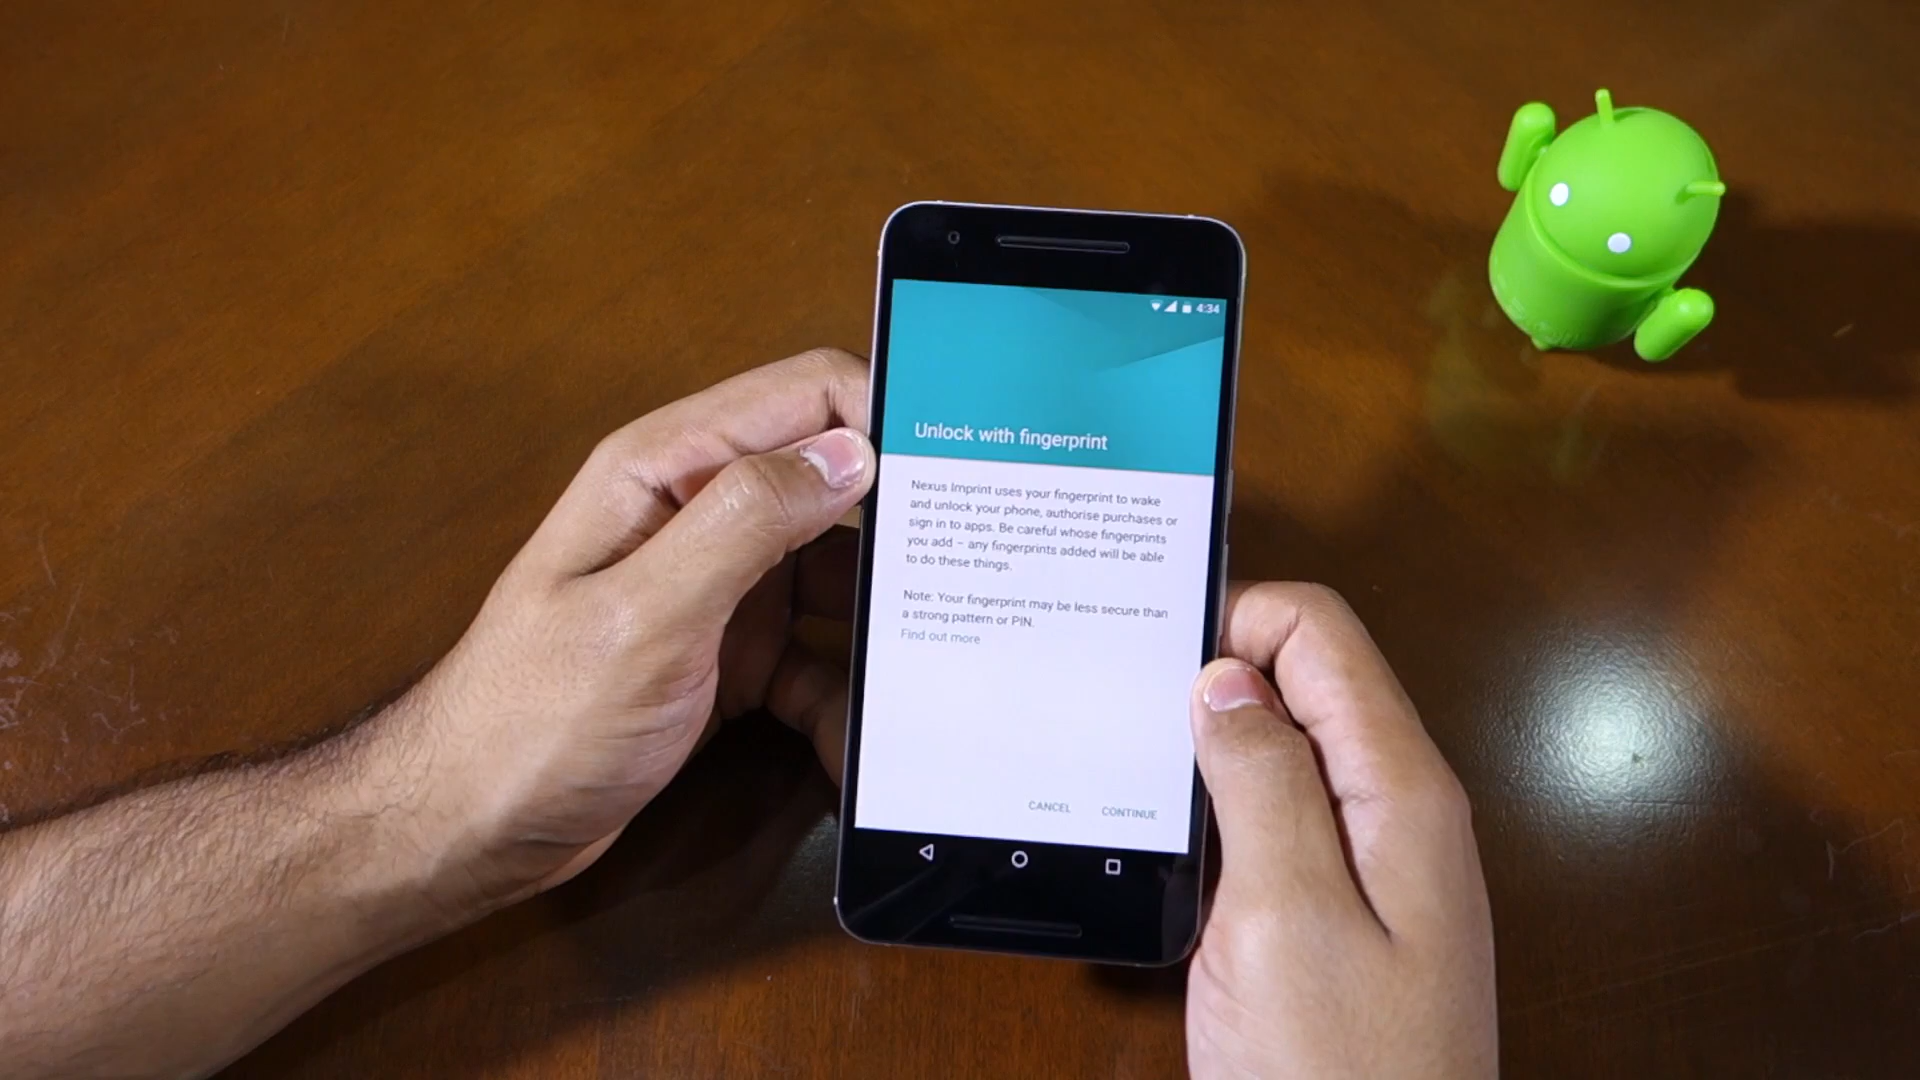 4:34
Unlock with fingerprint
Nexus Imprint uses your fingerprint to wake
and unlock your phone, authorise purchases or
sign in to apps. Be careful whose fingerprints
you add – any fingerprints added will be able
to do these things.
Note: Your fingerprint may be less secure than
a strong pattern or PIN.
Find out more
CANCEL CONTINUE